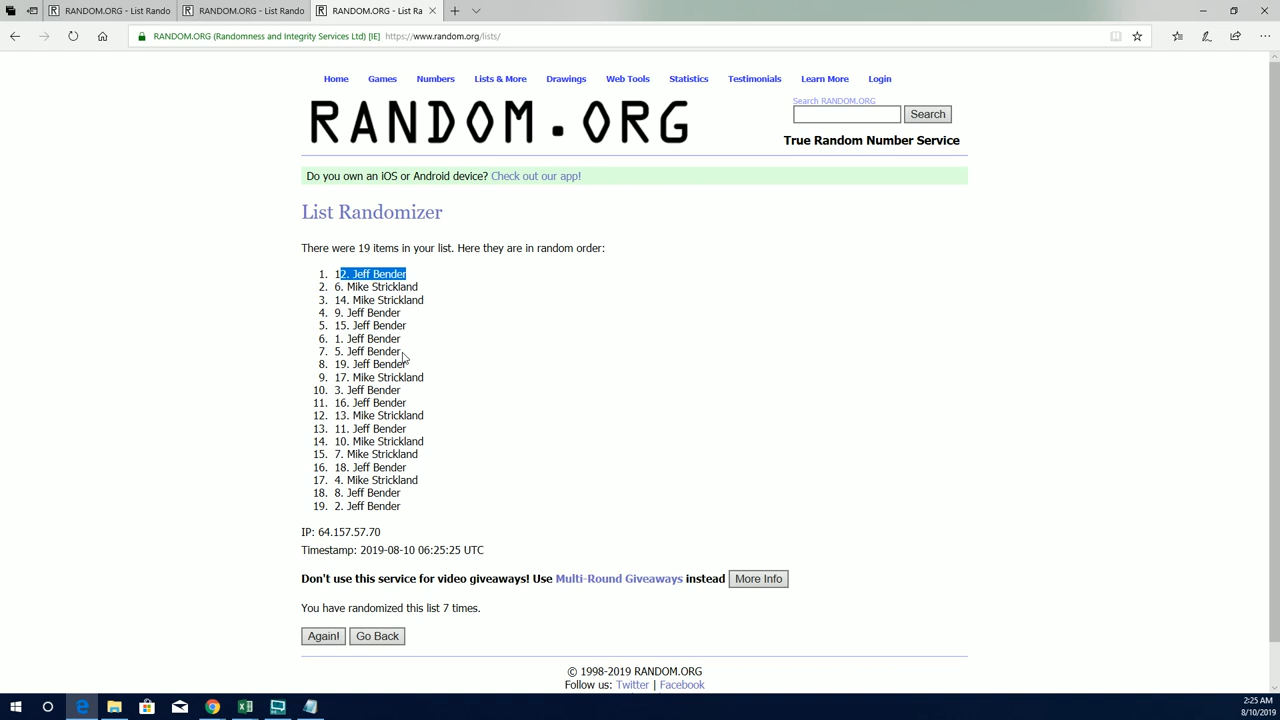 RANDOM.ORG - List Rando
RANDOM.ORG - List Rando
RANDOM.ORG - List Ra
RANDOM.ORG (Randomness and Integrity Services Ltd) [IE] https://www.random.org/lists/
Home Games Numbers Lists & More Drawings Web Tools Statistics Testimonials Learn More Login
RANDOM.ORG
Search RANDOM.ORG
Search
True Random Number Service
Do you own an iOS or Android device? Check out our app!
List Randomizer
There were 19 items in your list. Here they are in random order:
1. 12. Jeff Bender
2. 6. Mike Strickland
3. 14. Mike Strickland
4. 9. Jeff Bender
5. 15. Jeff Bender
6. 1. Jeff Bender
7. 5. Jeff Bender
8. 19. Jeff Bender
9. 17. Mike Strickland
10. 3. Jeff Bender
11. 16. Jeff Bender
12. 13. Mike Strickland
13. 11. Jeff Bender
14. 10. Mike Strickland
15. 7. Mike Strickland
16. 18. Jeff Bender
17. 4. Mike Strickland
18. 8. Jeff Bender
19. 2. Jeff Bender
IP: 64.157.57.70
Timestamp: 2019-08-10 06:25:25 UTC
Don't use this service for video giveaways! Use Multi-Round Giveaways instead More Info
You have randomized this list 7 times.
Again! Go Back
© 1998-2019 RANDOM.ORG
Follow us: Twitter | Facebook
2:25 AM
8/10/2019